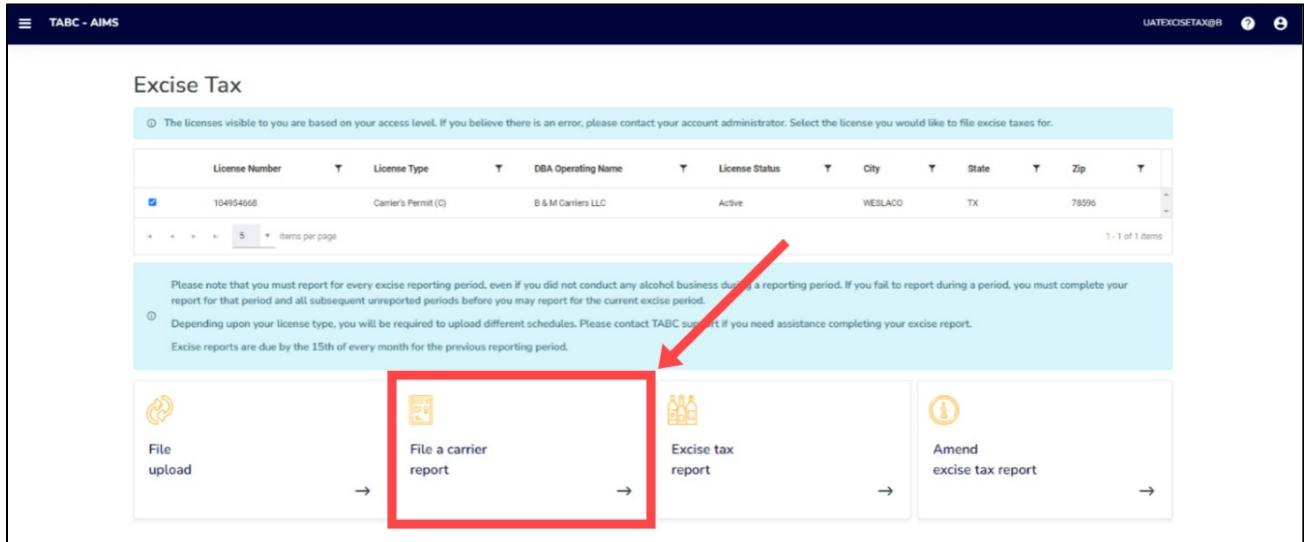 TABC - AIMS
UATEXCISETAX@B
Excise Tax
The licenses visible to you are based on your access level. If you believe there is an error, please contact your account administrator. Select the license you would like to file excise taxes for.
License Number License Type DBA Operating Name License Status City State Zip
104954668 Carrier's Permit (C) B & M Carriers LLC Active WESLACO TX 78596
5 items per page 1 - 1 of 1 items
Please note that you must report for every excise reporting period, even if you did not conduct any alcohol business during a reporting period. If you fail to report during a period, you must complete your
report for that period and all subsequent unreported periods before you may report for the current excise period.
Depending upon your license type, you will be required to upload different schedules. Please contact TABC support if you need assistance completing your excise report.
Excise reports are due by the 15th of every month for the previous reporting period.
File
upload
File a carrier
report
Excise tax
report
Amend
excise tax report